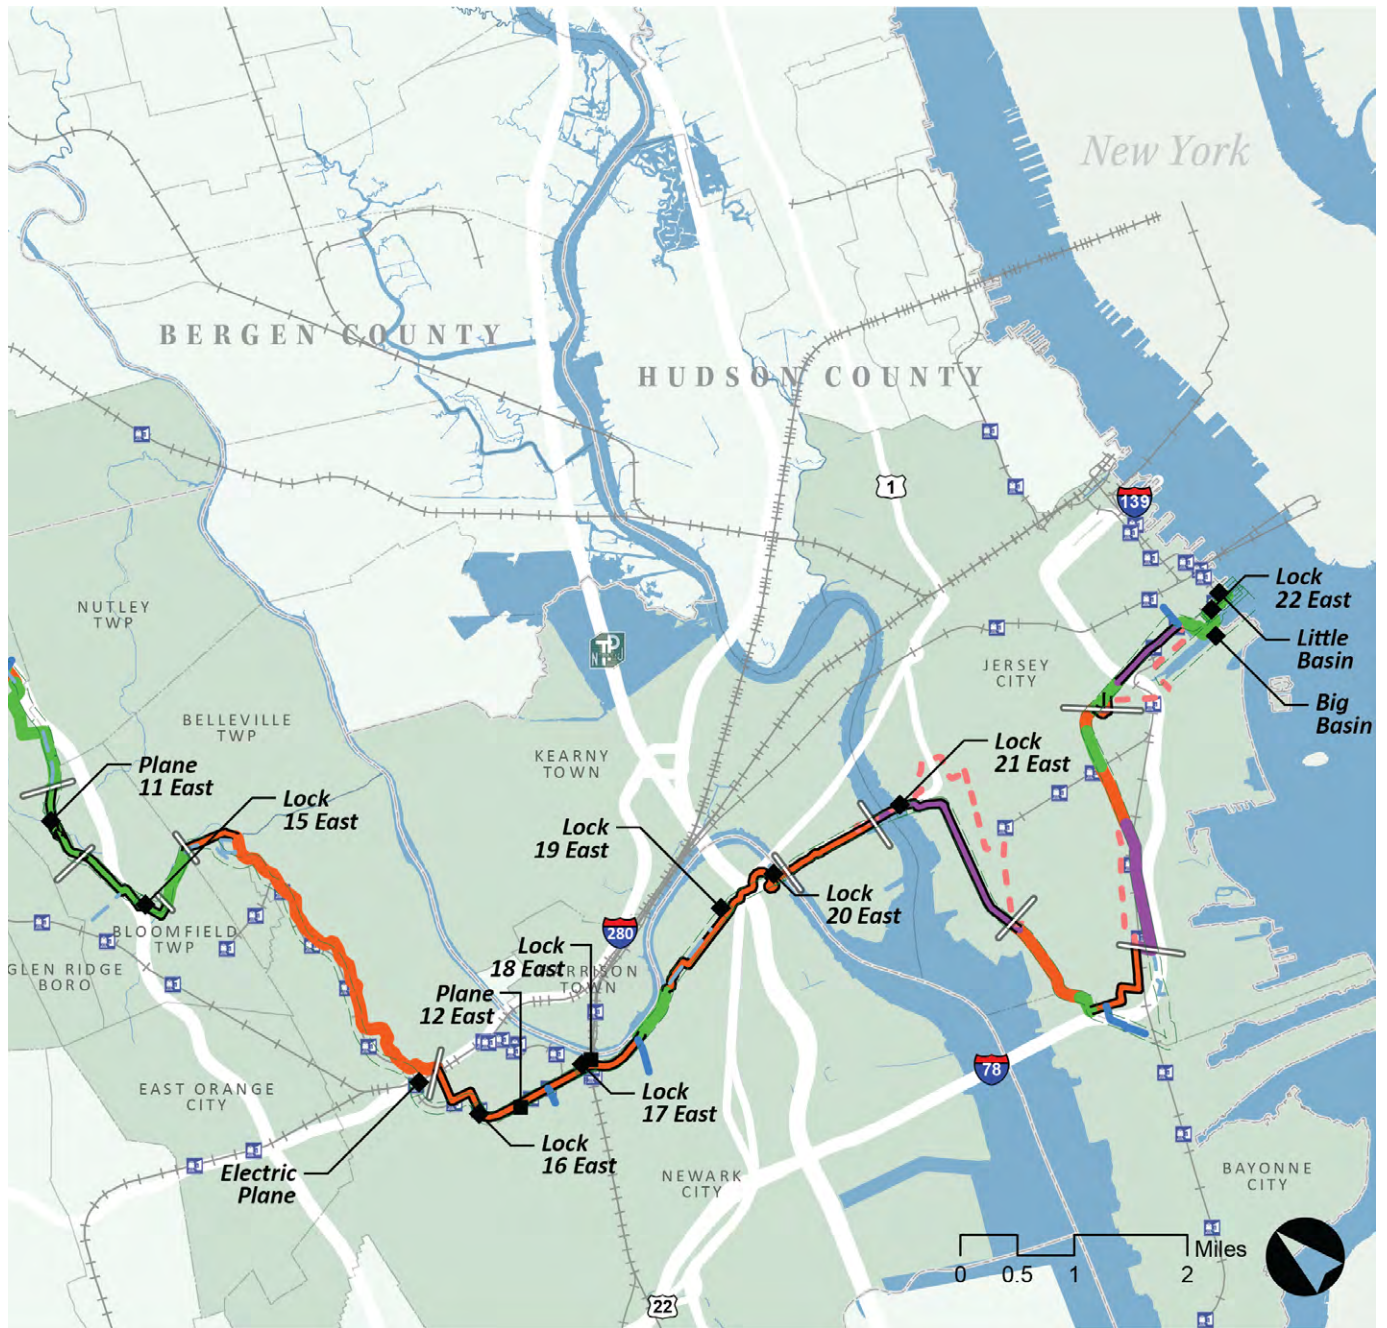 New York
BERGEN COUNTY
HUDSON COUNTY
1
139
Lock
22 East
NUTLEY
TWP
Little
Basin
JERSEY
CITY
BELLEVILLE
TWP
Big
Basin
KEARNY
TOWN
Lock
21 East
Plane
11 East
Lock
15 East
Lock
19 East
Lock
20 East
BLOOMFIELD
TWP
280
Lock
18 East
HARRISON
TOWN
GLEN RIDGE
BORO
Plane
12 East
78
EAST ORANGE
CITY
Lock
17 East
Lock
16 East
Electric
Plane
NEWARK
CITY
BAYONNE
CITY
Miles
0 0.5 1 2
22